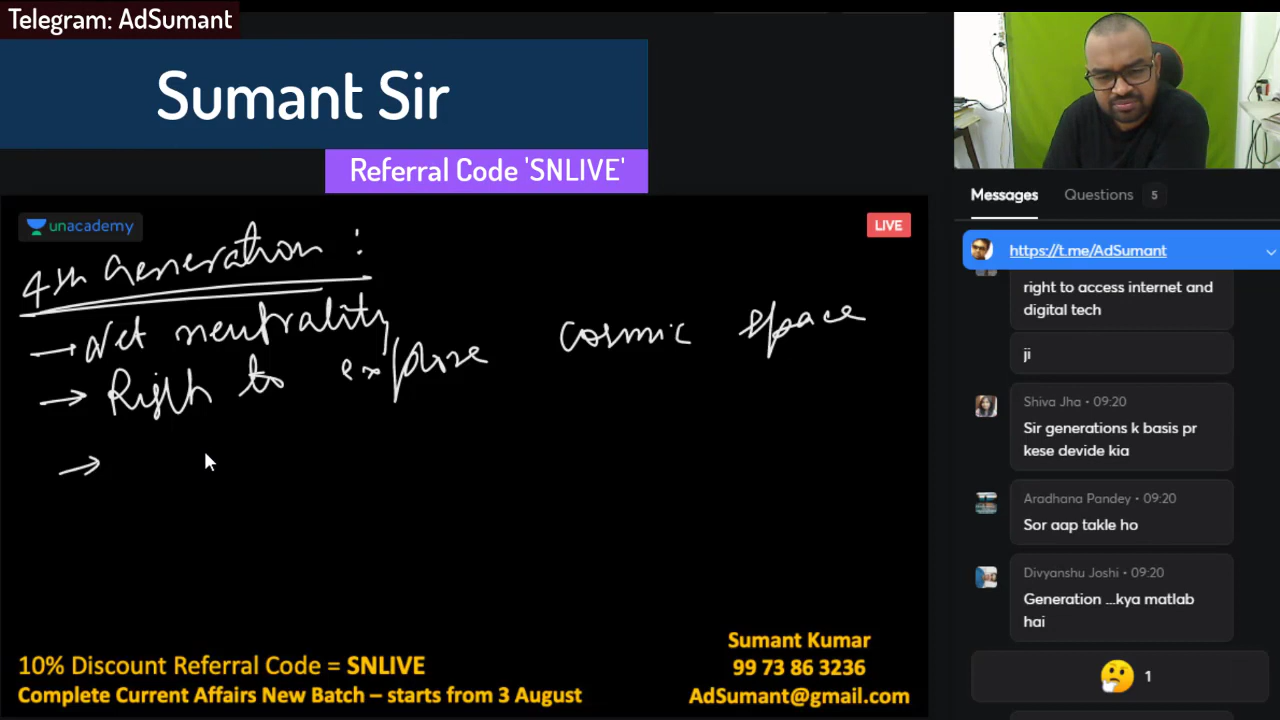 Telegram: AdSumant
Sumant Sir
Referral Code 'SNLIVE'
unacademy
LIVE
4th Generation :
→ Net neutrality
→ Right to explore cosmic space
→
10% Discount Referral Code = SNLIVE
Complete Current Affairs New Batch – starts from 3 August
Sumant Kumar
99 73 86 3236
AdSumant@gmail.com
Messages
Questions 5
https://t.me/AdSumant
right to access internet and
digital tech
ji
Shiva Jha • 09:20
Sir generations k basis pr
kese devide kia
Aradhana Pandey • 09:20
Sor aap takle ho
Divyanshu Joshi • 09:20
Generation ...kya matlab
hai
🤔 1